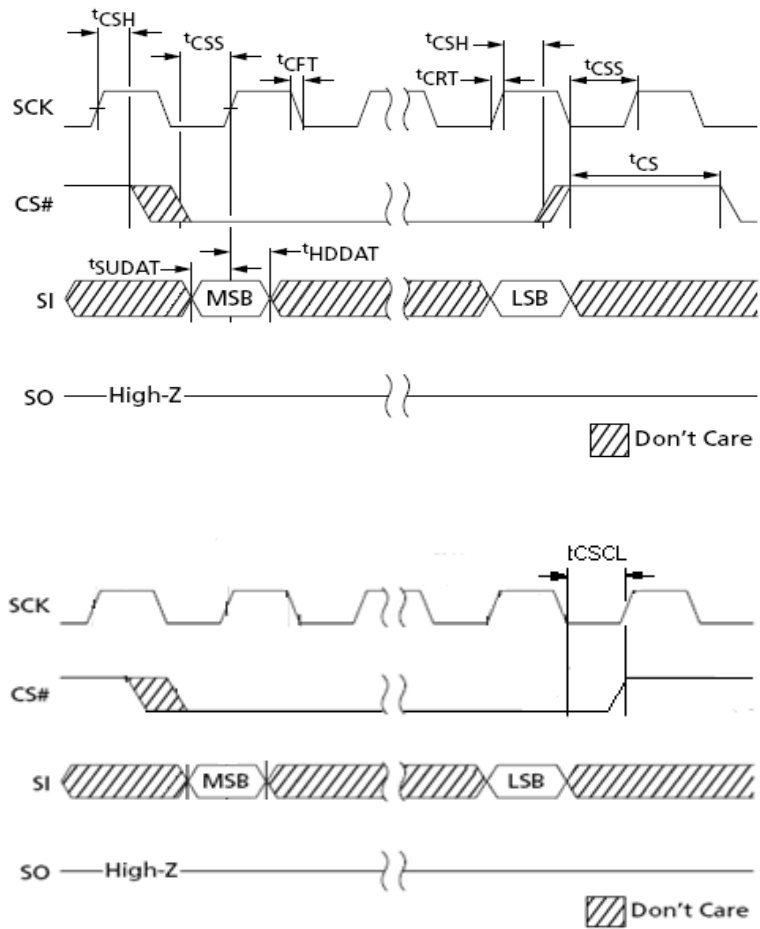 tCSH
tCSS
tCFT
tCSH
tCRT
tCSS
SCK
tCS
CS#
tSUDAT
tHDDAT
SI
MSB
LSB
SO
High-Z
Don't Care
tCSCL
SCK
CS#
SI
MSB
LSB
SO
High-Z
Don't Care